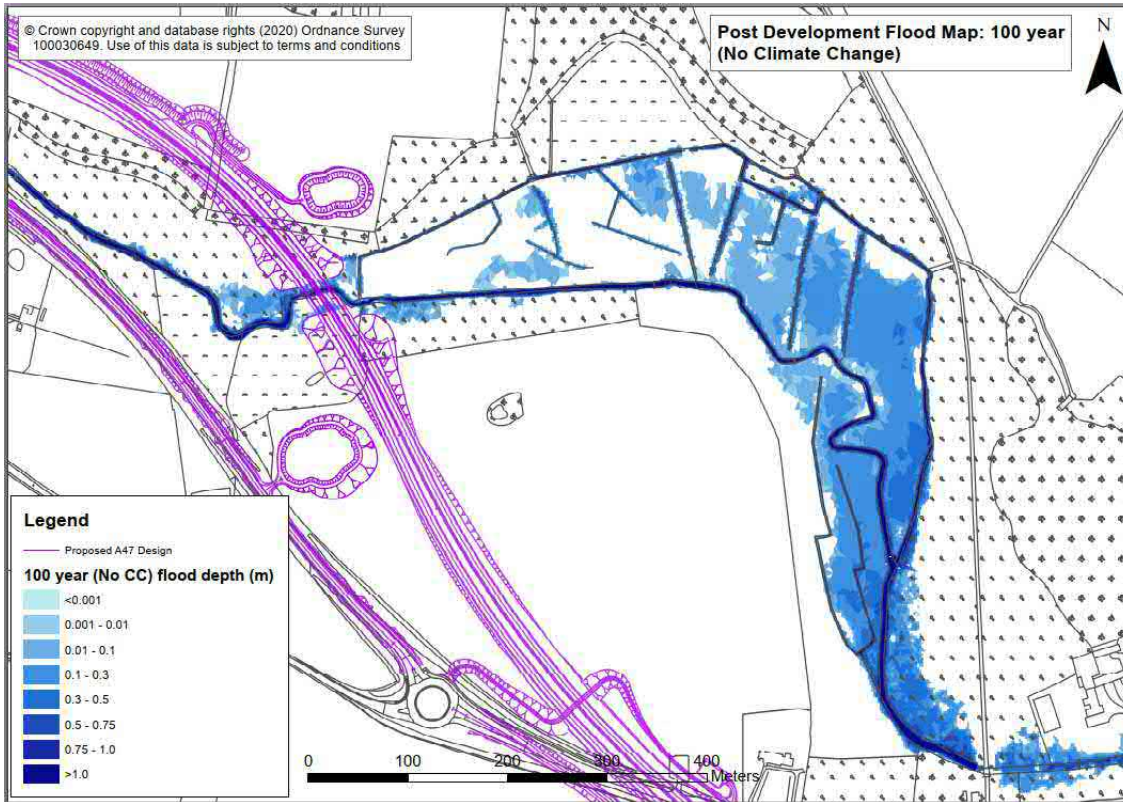 © Crown copyright and database rights (2020) Ordnance Survey
100030649. Use of this data is subject to terms and conditions
Post Development Flood Map: 100 year
(No Climate Change)
N
Legend
Proposed A47 Design
100 year (No CC) flood depth (m)
<0.001
0.001 - 0.01
0.01 - 0.1
0.1 - 0.3
0.3 - 0.5
0.5 - 0.75
0.75 - 1.0
>1.0
0 100 200 300 400
Meters